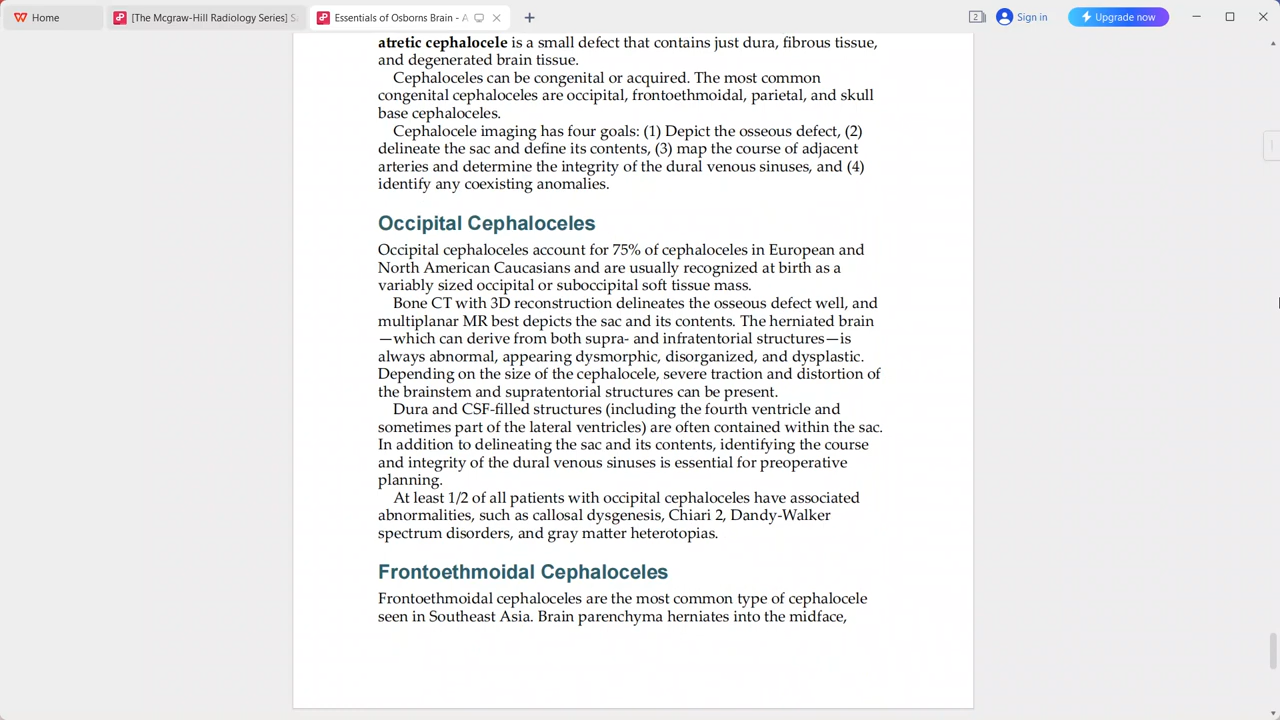 Home
[The Mcgraw-Hill Radiology Series] S
Essentials of Osborns Brain - A
2
Sign in
Upgrade now
atretic cephalocele is a small defect that contains just dura, fibrous tissue,
and degenerated brain tissue.
Cephaloceles can be congenital or acquired. The most common
congenital cephaloceles are occipital, frontoethmoidal, parietal, and skull
base cephaloceles.
Cephalocele imaging has four goals: (1) Depict the osseous defect, (2)
delineate the sac and define its contents, (3) map the course of adjacent
arteries and determine the integrity of the dural venous sinuses, and (4)
identify any coexisting anomalies.
Occipital Cephaloceles
Occipital cephaloceles account for 75% of cephaloceles in European and
North American Caucasians and are usually recognized at birth as a
variably sized occipital or suboccipital soft tissue mass.
Bone CT with 3D reconstruction delineates the osseous defect well, and
multiplanar MR best depicts the sac and its contents. The herniated brain
—which can derive from both supra- and infratentorial structures—is
always abnormal, appearing dysmorphic, disorganized, and dysplastic.
Depending on the size of the cephalocele, severe traction and distortion of
the brainstem and supratentorial structures can be present.
Dura and CSF-filled structures (including the fourth ventricle and
sometimes part of the lateral ventricles) are often contained within the sac.
In addition to delineating the sac and its contents, identifying the course
and integrity of the dural venous sinuses is essential for preoperative
planning.
At least 1/2 of all patients with occipital cephaloceles have associated
abnormalities, such as callosal dysgenesis, Chiari 2, Dandy-Walker
spectrum disorders, and gray matter heterotopias.
Frontoethmoidal Cephaloceles
Frontoethmoidal cephaloceles are the most common type of cephalocele
seen in Southeast Asia. Brain parenchyma herniates into the midface,